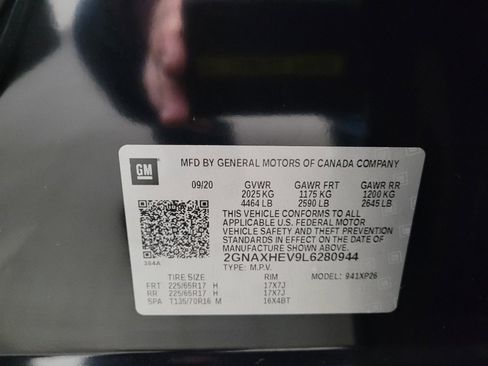 GM
MFD BY GENERAL MOTORS OF CANADA COMPANY
09/20 GVWR GAWR FRT GAWR RR
2025 KG 1175 KG 1200 KG
4464 LB 2590 LB 2645 LB
THIS VEHICLE CONFORMS TO ALL APPLICABLE
U.S. FEDERAL MOTOR
VEHICLE SAFETY AND THEFT PREVENTION
STANDARDS IN EFFECT ON THE DATE OF
MANUFACTURE SHOWN ABOVE.
2GNAXHEV9L6280944
384A TYPE: M.P.V.
TIRE SIZE RIM MODEL: 941XP26
FRT 225/65R17 H 17X7J
RR 225/65R17 H 17X7J
SPA T135/70R16 M 16X4BT